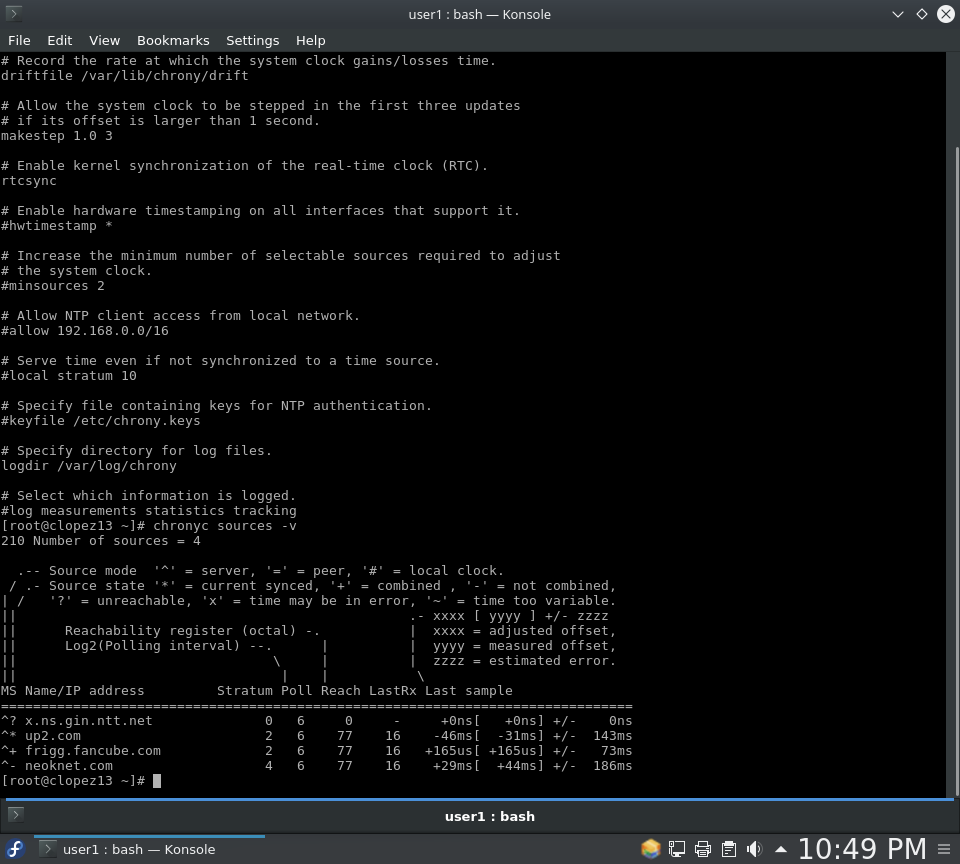 user1 : bash — Konsole
File Edit View Bookmarks Settings Help
# Record the rate at which the system clock gains/losses time.
driftfile /var/lib/chrony/drift
# Allow the system clock to be stepped in the first three updates
# if its offset is larger than 1 second.
makestep 1.0 3
# Enable kernel synchronization of the real-time clock (RTC).
rtcsync
# Enable hardware timestamping on all interfaces that support it.
#hwtimestamp *
# Increase the minimum number of selectable sources required to adjust
# the system clock.
#minsources 2
# Allow NTP client access from local network.
#allow 192.168.0.0/16
# Serve time even if not synchronized to a time source.
#local stratum 10
# Specify file containing keys for NTP authentication.
#keyfile /etc/chrony.keys
# Specify directory for log files.
logdir /var/log/chrony
# Select which information is logged.
#log measurements statistics tracking
[root@clopez13 ~]# chronyc sources -v
210 Number of sources = 4
  .-- Source mode  '^' = server, '=' = peer, '#' = local clock.
 / .- Source state '*' = current synced, '+' = combined , '-' = not combined,
| /   '?' = unreachable, 'x' = time may be in error, '~' = time too variable.
||                                                 .- xxxx [ yyyy ] +/- zzzz
||      Reachability register (octal) -.           |  xxxx = adjusted offset,
||      Log2(Polling interval) --.      |          |  yyyy = measured offset,
||                                \     |          |  zzzz = estimated error.
||                                 |    |           \
MS Name/IP address         Stratum Poll Reach LastRx Last sample
===============================================================================
^? x.ns.gin.ntt.net              0   6     0     -     +0ns[   +0ns] +/-    0ns
^* up2.com                       2   6    77    16    -46ms[  -31ms] +/-  143ms
^+ frigg.fancube.com             2   6    77    16   +165us[ +165us] +/-   73ms
^- neoknet.com                   4   6    77    16    +29ms[  +44ms] +/-  186ms
[root@clopez13 ~]#
user1 : bash
user1 : bash — Konsole
10:49 PM